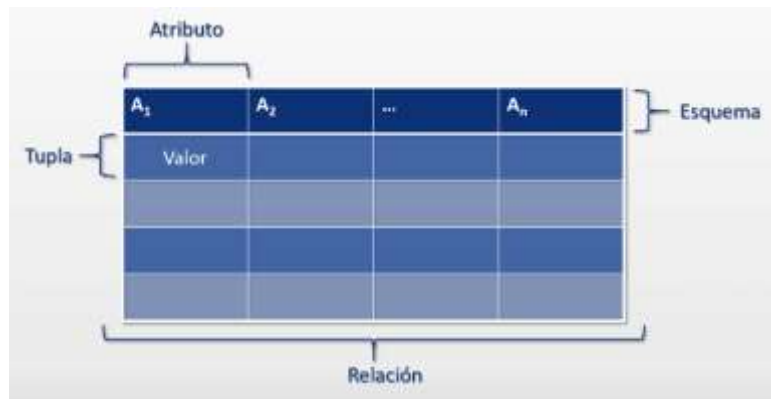 Atributo
A₁ A₂ ... Aₙ
Esquema
Tupla
Valor
Relación